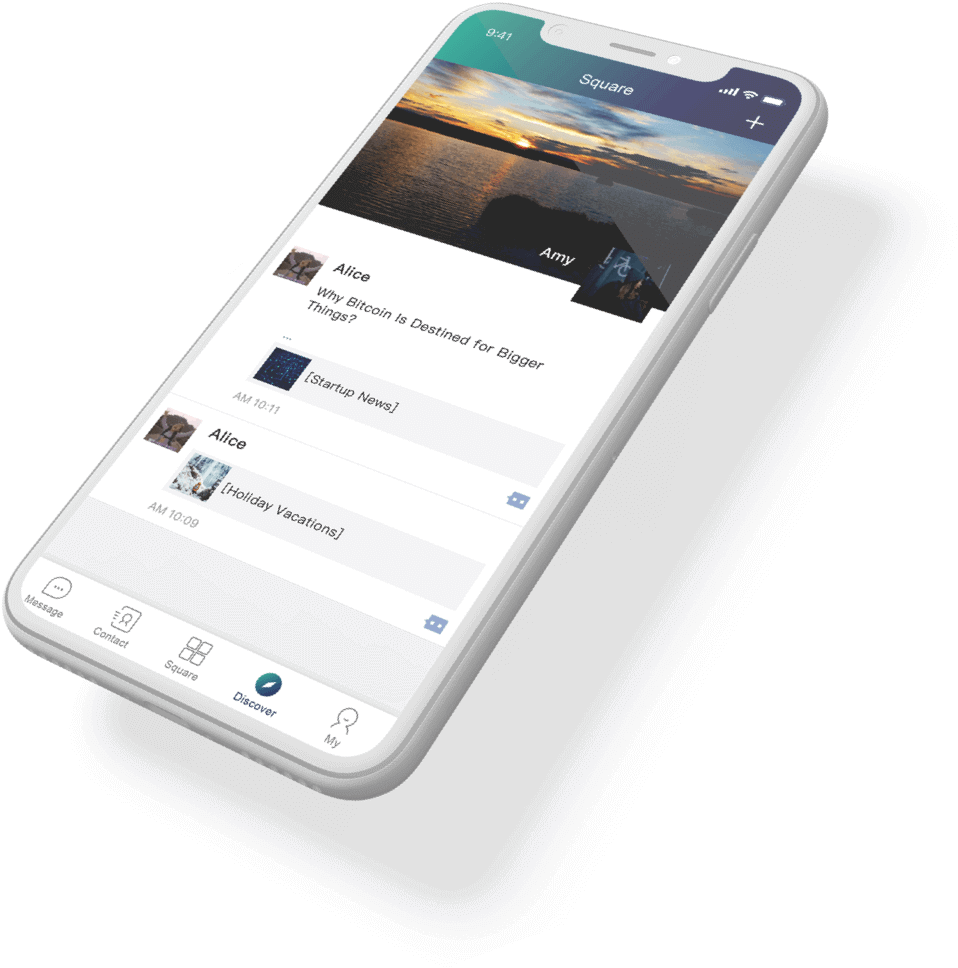 9:41
Square
Amy
Alice
Why Bitcoin Is Destined for Bigger
Things?
...
[Startup News]
AM 10:11
Alice
[Holiday Vacations]
AM 10:09
Message
Contact
Square
Discover
My